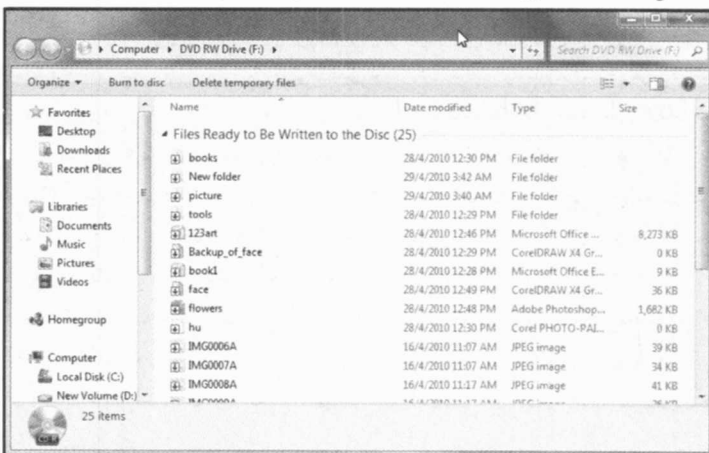 Computer ▸ DVD RW Drive (F:) ▸
Search DVD RW Drive (F:)
Organize
Burn to disc
Delete temporary files
Favorites
Desktop
Downloads
Recent Places
Libraries
Documents
Music
Pictures
Videos
Homegroup
Computer
Local Disk (C:)
New Volume (D:)
Name Date modified Type Size
Files Ready to Be Written to the Disc (25)
books 28/4/2010 12:30 PM File folder
New folder 29/4/2010 3:42 AM File folder
picture 29/4/2010 3:40 AM File folder
tools 28/4/2010 12:29 PM File folder
123art 28/4/2010 12:46 PM Microsoft Office ... 8,273 KB
Backup_of_face 28/4/2010 12:29 PM CorelDRAW X4 Gr... 0 KB
book1 28/4/2010 12:28 PM Microsoft Office E... 9 KB
face 28/4/2010 12:49 PM CorelDRAW X4 Gr... 36 KB
flowers 28/4/2010 12:48 PM Adobe Photoshop... 1,682 KB
hu 28/4/2010 12:30 PM Corel PHOTO-PAI... 0 KB
IMG0006A 16/4/2010 11:07 AM JPEG image 39 KB
IMG0007A 16/4/2010 11:07 AM JPEG image 34 KB
IMG0008A 16/4/2010 11:17 AM JPEG image 41 KB
25 items